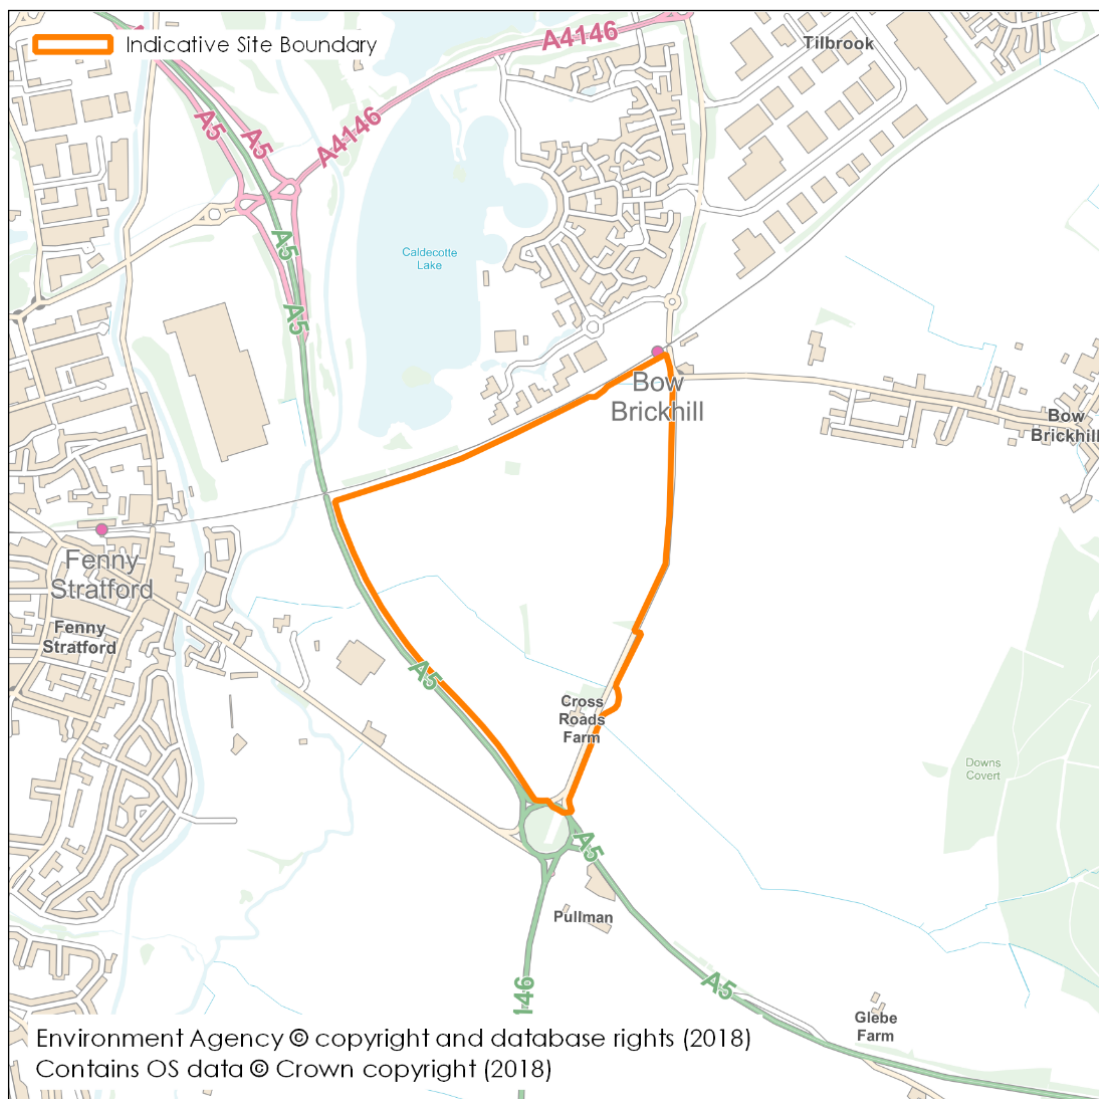 Indicative Site Boundary
A4146
Tilbrook
A5
A5
A4146
A5
Caldecotte
Lake
A5
Bow
Brickhill
Bow
Brickhill
Fenny
Stratford
Fenny
Stratford
A5
Cross
Roads
Farm
Downs
Covert
A5
Pullman
146
A5
Glebe
Farm
Environment Agency © copyright and database rights (2018)
Contains OS data © Crown copyright (2018)